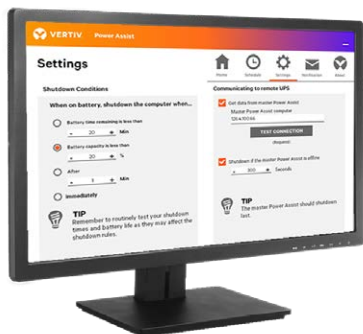 VERTIV. Power Assist
Settings
Home
Schedule
Settings
Notification
About
Shutdown Conditions
When on battery, shutdown the computer when...
Battery time remaining is less than
- 20 + Min
Battery capacity is less than
- 20 + %
After
- 5 + Min
Immediately
TIP
Remember to routinely test your shutdown
times and battery life as they may affect the
shutdown rules.
Communicating to remote UPS
Get data from master Power Assist
Master Power Assist computer
TEST CONNECTION
(Required)
Shutdown if the master Power Assist is offline
- 300 + Seconds
TIP
The master Power Assist should shutdown
last.